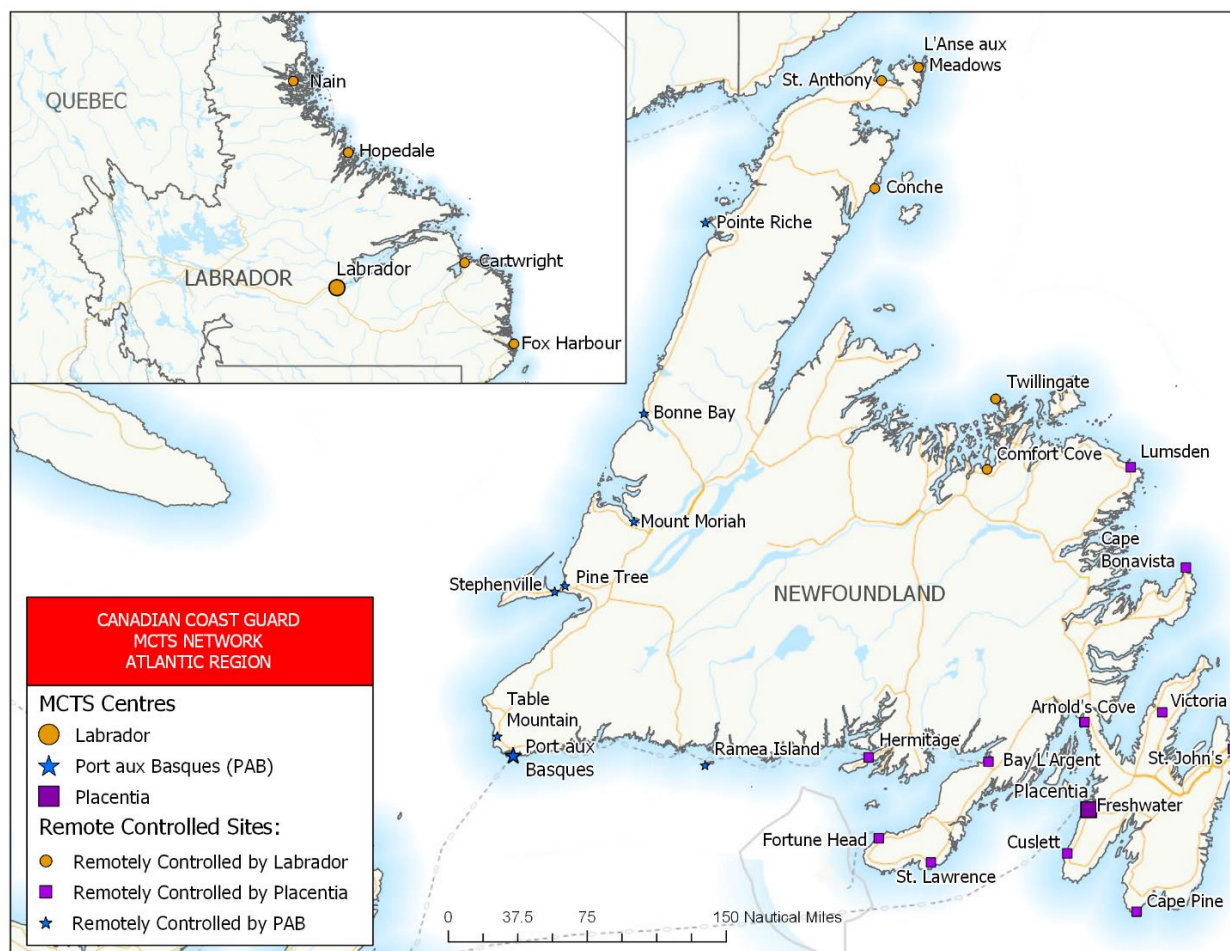 QUEBEC
Nain
Hopedale
LABRADOR
Labrador
Cartwright
Fox Harbour
L'Anse aux
Meadows
St. Anthony
Conche
Pointe Riche
Twillingate
Bonne Bay
Comfort Cove
Lumsden
Mount Moriah
Cape
Bonavista
Pine Tree
Stephenville
NEWFOUNDLAND
Table
Mountain
Port aux
Basques
Ramea Island
Hermitage
Arnold's Cove
Victoria
Bay L'Argent
St. John's
Placentia
Freshwater
Fortune Head
Cuslett
St. Lawrence
Cape Pine
CANADIAN COAST GUARD
MCTS NETWORK
ATLANTIC REGION
MCTS Centres
Labrador
Port aux Basques (PAB)
Placentia
Remote Controlled Sites:
Remotely Controlled by Labrador
Remotely Controlled by Placentia
Remotely Controlled by PAB
0 37.5 75 150 Nautical Miles